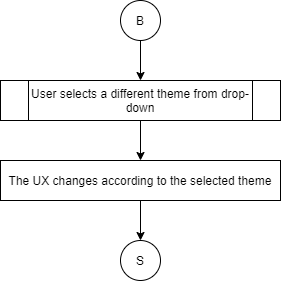 B
User selects a different theme from drop-
down
The UX changes according to the selected theme
S